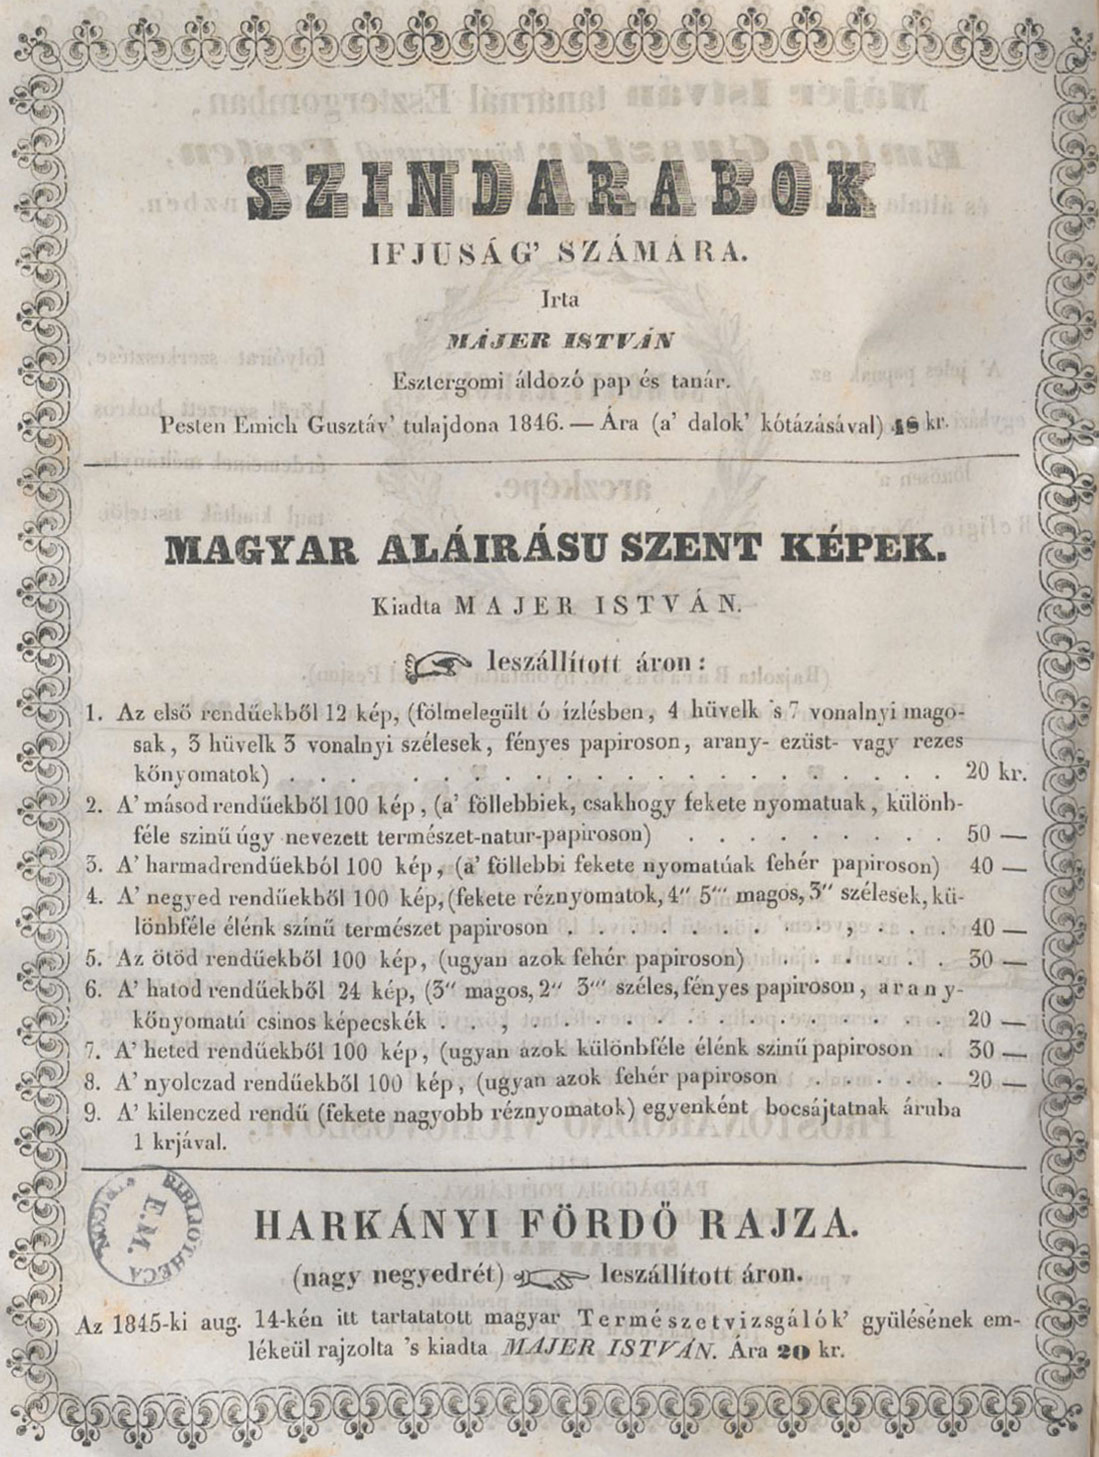 SZINDARABOK
IFJUSÁG' SZÁMÁRA.
Irta
MÁJER ISTVÁN
Esztergomi áldozó pap és tanár.
Pesten Emich Gusztáv' tulajdona 1846. — Ára (a' dalok' kótázásával) kr.
MAGYAR ALÁIRÁSU SZENT KÉPEK.
Kiadta MAJER ISTVÁN.
☞ leszállított áron:
1. Az első rendűekből 12 kép, (fölmelegült ó ízlésben, 4 hüvelk 's 7 vonalnyi mago-
sak, 3 hüvelk 3 vonalnyi szélesek, fényes papiroson, arany- ezüst- vagy rezes
kőnyomatok) . . . . . . . . . . . . . . . . . . . . . 20 kr.
2. A' másod rendűekből 100 kép, (a' föllebbiek, csakhogy fekete nyomatuak, különb-
féle szinű úgy nevezett természet-natur-papiroson) . . . . . . . . . 50 —
3. A' harmadrendűekból 100 kép, (a' föllebbi fekete nyomatúak fehér papiroson) 40 —
4. A' negyed rendűekből 100 kép, (fekete réznyomatok, 4'' 5''' magos, 3'' szélesek, kü-
lönbféle élénk színű természet papiroson . . . . . . . . . , . . . 40 —
5. Az ötöd rendűekből 100 kép, (ugyan azok fehér papiroson) . . . . . . 30 —
6. A' hatod rendűekből 24 kép, (3'' magos, 2'' 3''' széles, fényes papiroson, arany-
kőnyomatú csinos képecskék . . , . . . . . . . . . . . . . . 20 —
7. A' heted rendűekből 100 kép, (ugyan azok különbféle élénk szinű papiroson . 30 —
8. A' nyolczad rendűekből 100 kép, (ugyan azok fehér papiroson . . . . . 20 —
9. A' kilenczed rendű (fekete nagyobb réznyomatok) egyenként bocsájtatnak áruba
1 krjával.
BIBLIOTHECA
E.M.
HARKÁNYI FÖRDŐ RAJZA.
(nagy negyedrét) ☞ leszállított áron.
Az 1845-ki aug. 14-kén itt tartatatott magyar Természetvizsgálók' gyülésének em-
lékeül rajzolta 's kiadta MÁJER ISTVÁN. Ára 20 kr.